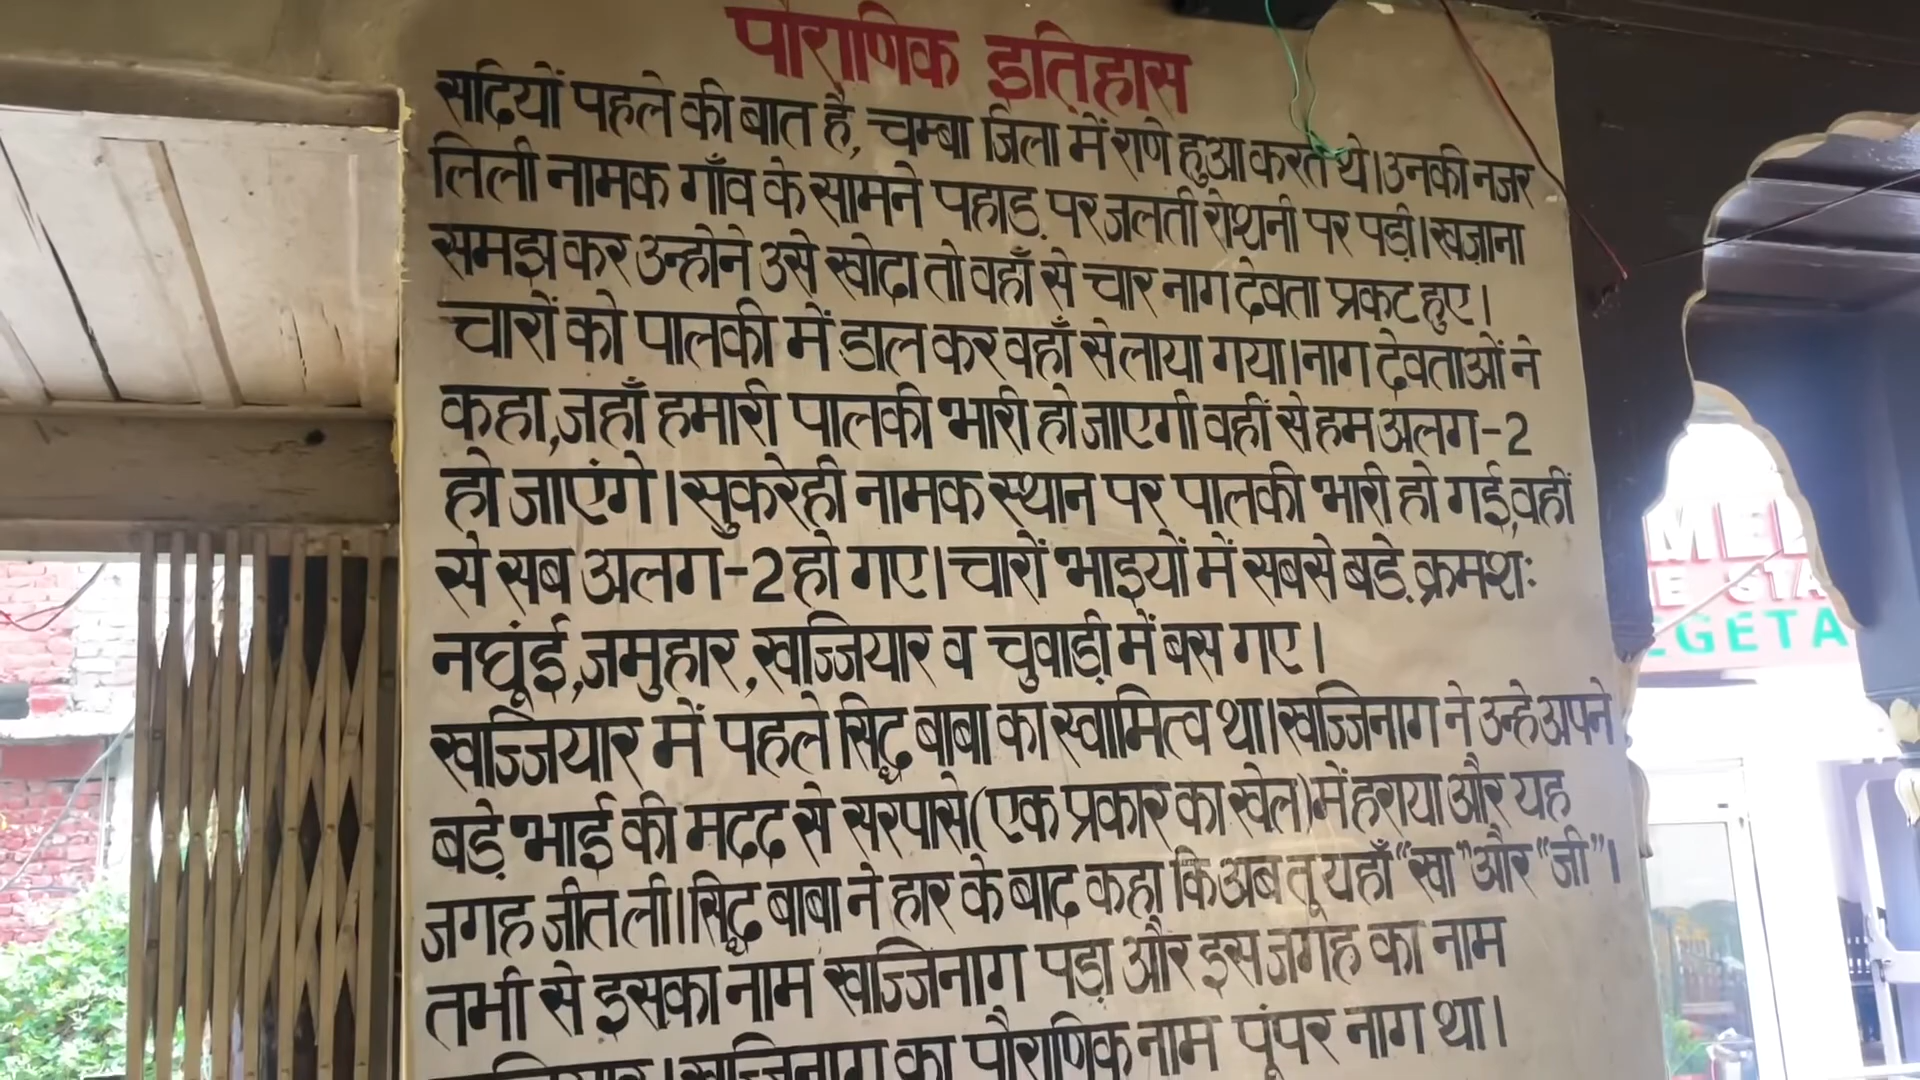 पौराणिक इतिहास
सदियों पहले की बात है, चम्बा जिला में राणे हुआ करते थे।उनकी नजर
लिली नामक गाँव के सामने पहाड़ पर जलती रोशनी पर पड़ी।खज़ाना
समझ कर उन्होने उसे खोदा तो वहाँ से चार नाग देवता प्रकट हुए।
चारों को पालकी में डाल कर वहाँ से लाया गया।नाग देवताओं ने
कहा,जहाँ हमारी पालकी भारी हो जाएगी वहीं से हम अलग-2
हो जाएंगे।सुकरेही नामक स्थान पर पालकी भारी हो गई,वहीं
से सब अलग-2 हो गए।चारों भाइयों में सबसे बड़े क्रमशः
नघूंई,जमुहार,खज्जियार व चुवाड़ी में बस गए।
खज्जियार में पहले सिद्ध बाबा का स्वामित्व था।खज्जिनाग ने उन्हे अपने
बड़े भाई की मदद से सरपासे(एक प्रकार का खेल)में हराया और यह
जगह जीत ली।सिद्ध बाबा ने हार के बाद कहा कि अब तू यहाँ "खा" और "जी"।
तभी से इसका नाम खज्जिनाग पड़ा और इस जगह का नाम
खज्जियार।खज्जिनाग का पौराणिक नाम पूंपर नाग था।
EGETA